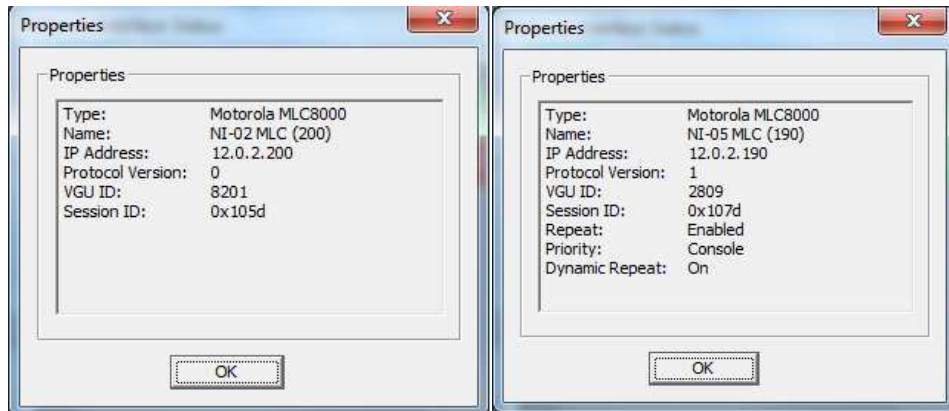 Properties
Properties
Type: Motorola MLC8000
Name: NI-02 MLC (200)
IP Address: 12.0.2.200
Protocol Version: 0
VGU ID: 8201
Session ID: 0x105d
OK
Properties
Properties
Type: Motorola MLC8000
Name: NI-05 MLC (190)
IP Address: 12.0.2.190
Protocol Version: 1
VGU ID: 2809
Session ID: 0x107d
Repeat: Enabled
Priority: Console
Dynamic Repeat: On
OK